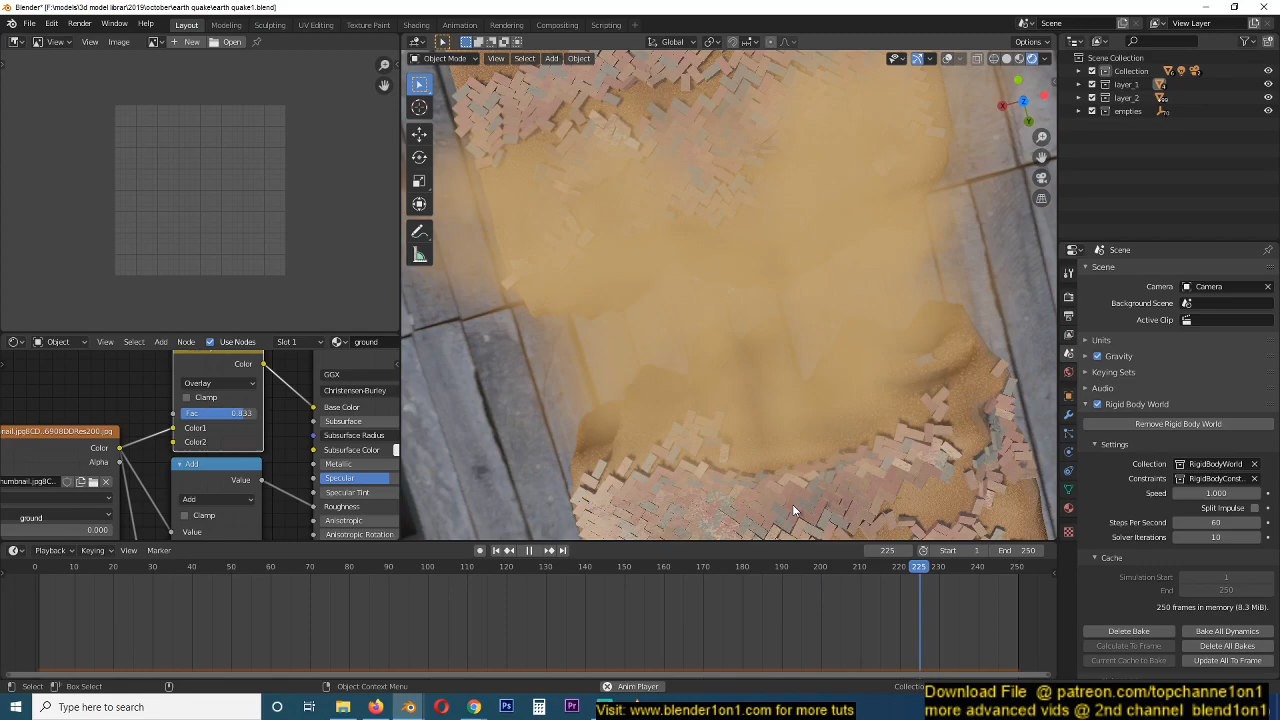 Blender* [F:\models\3d model librar\2019\october\earth quake\earth quake1.blend]
File Edit Render Window Help Layout Modeling Sculpting UV Editing Texture Paint Shading Animation Rendering Compositing Scripting Scene View Layer
View View Image New Open Global Options
Object Mode View Select Add Object
Scene Collection
Collection
layer_1
layer_2
empties
Scene
Scene
Camera Camera
Background Scene
Active Clip
Units
Gravity
Keying Sets
Audio
Rigid Body World
Remove Rigid Body World
Settings
Collection RigidBodyWorld
Constraints RigidBodyConst..
Speed 1.000
Split Impulse
Steps Per Second 60
Solver Iterations 10
Cache
Simulation Start 1
End 250
250 frames in memory (8.3 MiB).
Delete Bake Bake All Dynamics
Calculate To Frame Delete All Bakes
Current Cache to Bake Update All To Frame
Object View Select Add Node Use Nodes Slot 1 ground
Color
Overlay
Clamp
Fac 0.833
Color1
Color2
nail.jpg8CD..6908DDRes200.jpg
Color
Alpha
humbnail.jpg8C...
ground
0.000
Add
Value
Add
Clamp
Value
GGX
Christensen-Burley
Base Color
Subsurface
Subsurface Radius
Subsurface Color
Metallic
Specular
Specular Tint
Roughness
Anisotropic
Anisotropic Rotation
Playback Keying View Marker 225 Start 1 End 250
0 10 20 30 40 50 60 70 80 90 100 110 120 130 140 150 160 170 180 190 200 210 225 230 240 250
Select Box Select Object Context Menu Anim Player Collectio
Type here to search
Visit: www.blender1on1.com for more tuts
Download File @ patreon.com/topchanne1on1
more advanced vids @ 2nd channel blend1on1